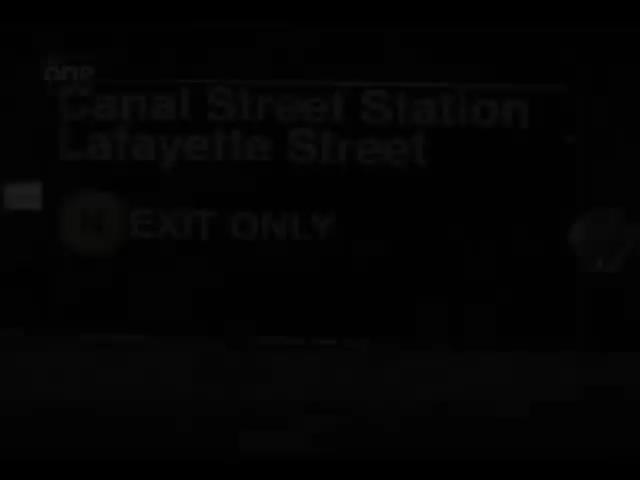 one
Canal Street Station
Lafayette Street
N EXIT ONLY